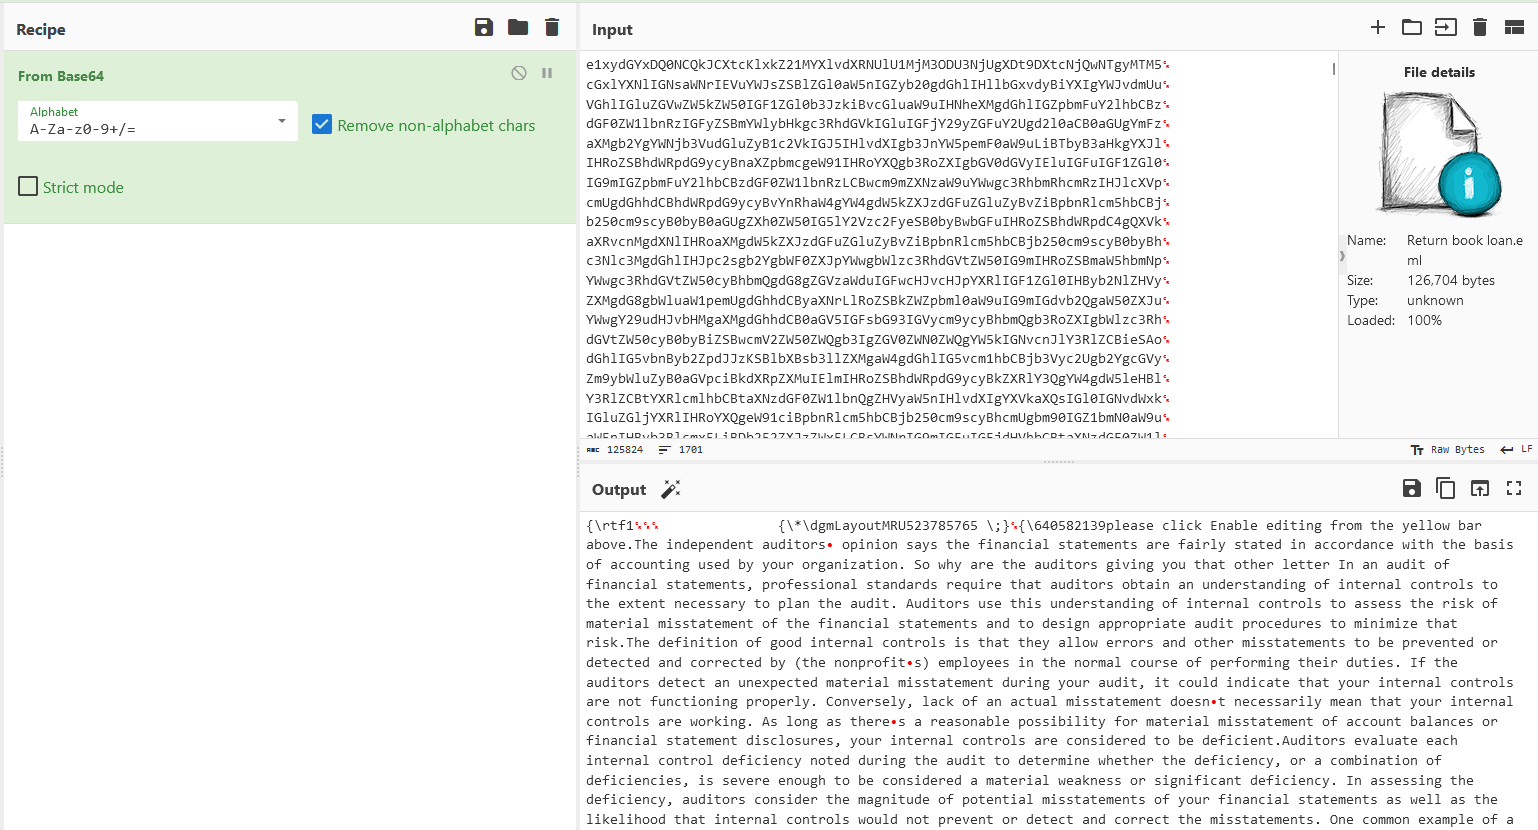 Recipe
From Base64
Alphabet
A-Za-z0-9+/=
Remove non-alphabet chars
Strict mode
Input
e1xydGYxDQ0NCQkJCXtcKlxkZ21MYXlvdXRNUlU1MjM3ODU3NjUgXDt9DXtcNjQwNTgyMTM5
cGxlYXNlIGNsaWNrIEVuYWJsZSBlZGl0aW5nIGZyb20gdGhlIHllbGxvdyBiYXIgYWJvdmUu
VGhlIGluZGVwZW5kZW50IGF1ZGl0b3JzkiBvcGluaW9uIHNheXMgdGhlIGZpbmFuY2lhbCBz
dGF0ZW1lbnRzIGFyZSBmYWlybHkgc3RhdGVkIGluIGFjY29yZGFuY2Ugd2l0aCB0aGUgYmFz
aXMgb2YgYWNjb3VudGluZyB1c2VkIGJ5IHlvdXIgb3JnYW5pemF0aW9uLiBTbyB3aHkgYXJl
IHRoZSBhdWRpdG9ycyBnaXZpbmcgeW91IHRoYXQgb3RoZXIgbGV0dGVyIEluIGFuIGF1ZGl0
IG9mIGZpbmFuY2lhbCBzdGF0ZW1lbnRzLCBwcm9mZXNzaW9uYWwgc3RhbmRhcmRzIHJlcXVp
cmUgdGhhdCBhdWRpdG9ycyBvYnRhaW4gYW4gdW5kZXJzdGFuZGluZyBvZiBpbnRlcm5hbCBj
b250cm9scyB0byB0aGUgZXh0ZW50IG5lY2Vzc2FyeSB0byBwbGFuIHRoZSBhdWRpdC4gQXVk
aXRvcnMgdXNlIHRoaXMgdW5kZXJzdGFuZGluZyBvZiBpbnRlcm5hbCBjb250cm9scyB0byBh
c3Nlc3MgdGhlIHJpc2sgb2YgbWF0ZXJpYWwgbWlzc3RhdGVtZW50IG9mIHRoZSBmaW5hbmNp
YWwgc3RhdGVtZW50cyBhbmQgdG8gZGVzaWduIGFwcHJvcHJpYXRlIGF1ZGl0IHByb2NlZHVy
ZXMgdG8gbWluaW1pemUgdGhhdCByaXNrLlRoZSBkZWZpbml0aW9uIG9mIGdvb2QgaW50ZXJu
YWwgY29udHJvbHMgaXMgdGhhdCB0aGV5IGFsbG93IGVycm9ycyBhbmQgb3RoZXIgbWlzc3Rh
dGVtZW50cyB0byBiZSBwcmV2ZW50ZWQgb3IgZGV0ZWN0ZWQgYW5kIGNvcnJlY3RlZCBieSAo
dGhlIG5vbnByb2ZpdJJzKSBlbXBsb3llZXMgaW4gdGhlIG5vcm1hbCBjb3Vyc2Ugb2YgcGVy
Zm9ybWluZyB0aGVpciBkdXRpZXMuIElmIHRoZSBhdWRpdG9ycyBkZXRlY3QgYW4gdW5leHBl
Y3RlZCBtYXRlcmlhbCBtaXNzdGF0ZW1lbnQgZHVyaW5nIHlvdXIgYXVkaXQsIGl0IGNvdWxk
IGluZGljYXRlIHRoYXQgeW91ciBpbnRlcm5hbCBjb250cm9scyBhcmUgbm90IGZ1bmN0aW9u
File details
Name: Return book loan.e
ml
Size: 126,704 bytes
Type: unknown
Loaded: 100%
125824 1701
Raw Bytes LF
Output
{\rtf1 {\*\dgmLayoutMRU523785765 \;} {\640582139please click Enable editing from the yellow bar
above.The independent auditors• opinion says the financial statements are fairly stated in accordance with the basis
of accounting used by your organization. So why are the auditors giving you that other letter In an audit of
financial statements, professional standards require that auditors obtain an understanding of internal controls to
the extent necessary to plan the audit. Auditors use this understanding of internal controls to assess the risk of
material misstatement of the financial statements and to design appropriate audit procedures to minimize that
risk.The definition of good internal controls is that they allow errors and other misstatements to be prevented or
detected and corrected by (the nonprofit•s) employees in the normal course of performing their duties. If the
auditors detect an unexpected material misstatement during your audit, it could indicate that your internal controls
are not functioning properly. Conversely, lack of an actual misstatement doesn•t necessarily mean that your internal
controls are working. As long as there•s a reasonable possibility for material misstatement of account balances or
financial statement disclosures, your internal controls are considered to be deficient.Auditors evaluate each
internal control deficiency noted during the audit to determine whether the deficiency, or a combination of
deficiencies, is severe enough to be considered a material weakness or significant deficiency. In assessing the
deficiency, auditors consider the magnitude of potential misstatements of your financial statements as well as the
likelihood that internal controls would not prevent or detect and correct the misstatements. One common example of a